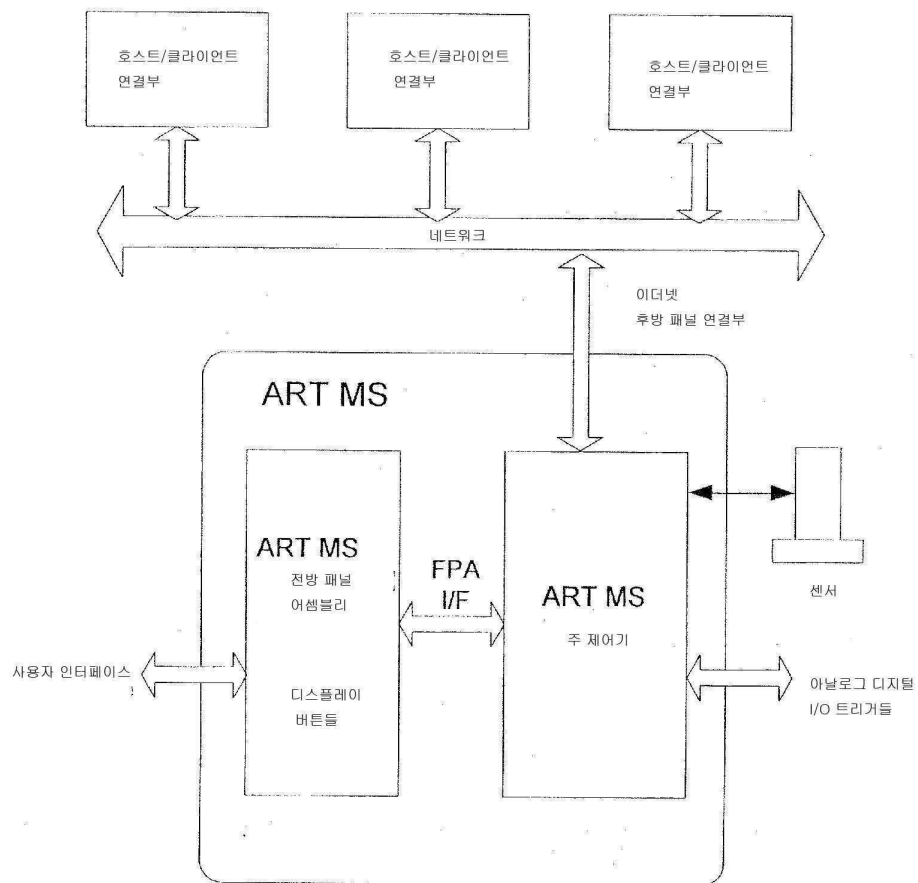 호스트/클라이언트
연결부
호스트/클라이언트
연결부
호스트/클라이언트
연결부
네트워크
이더넷
후방 패널 연결부
ART MS
ART MS
전방 패널
어셈블리
디스플레이
버튼들
FPA
I/F
ART MS
주 제어기
센서
사용자 인터페이스
아날로그 디지털
I/O 트리거들